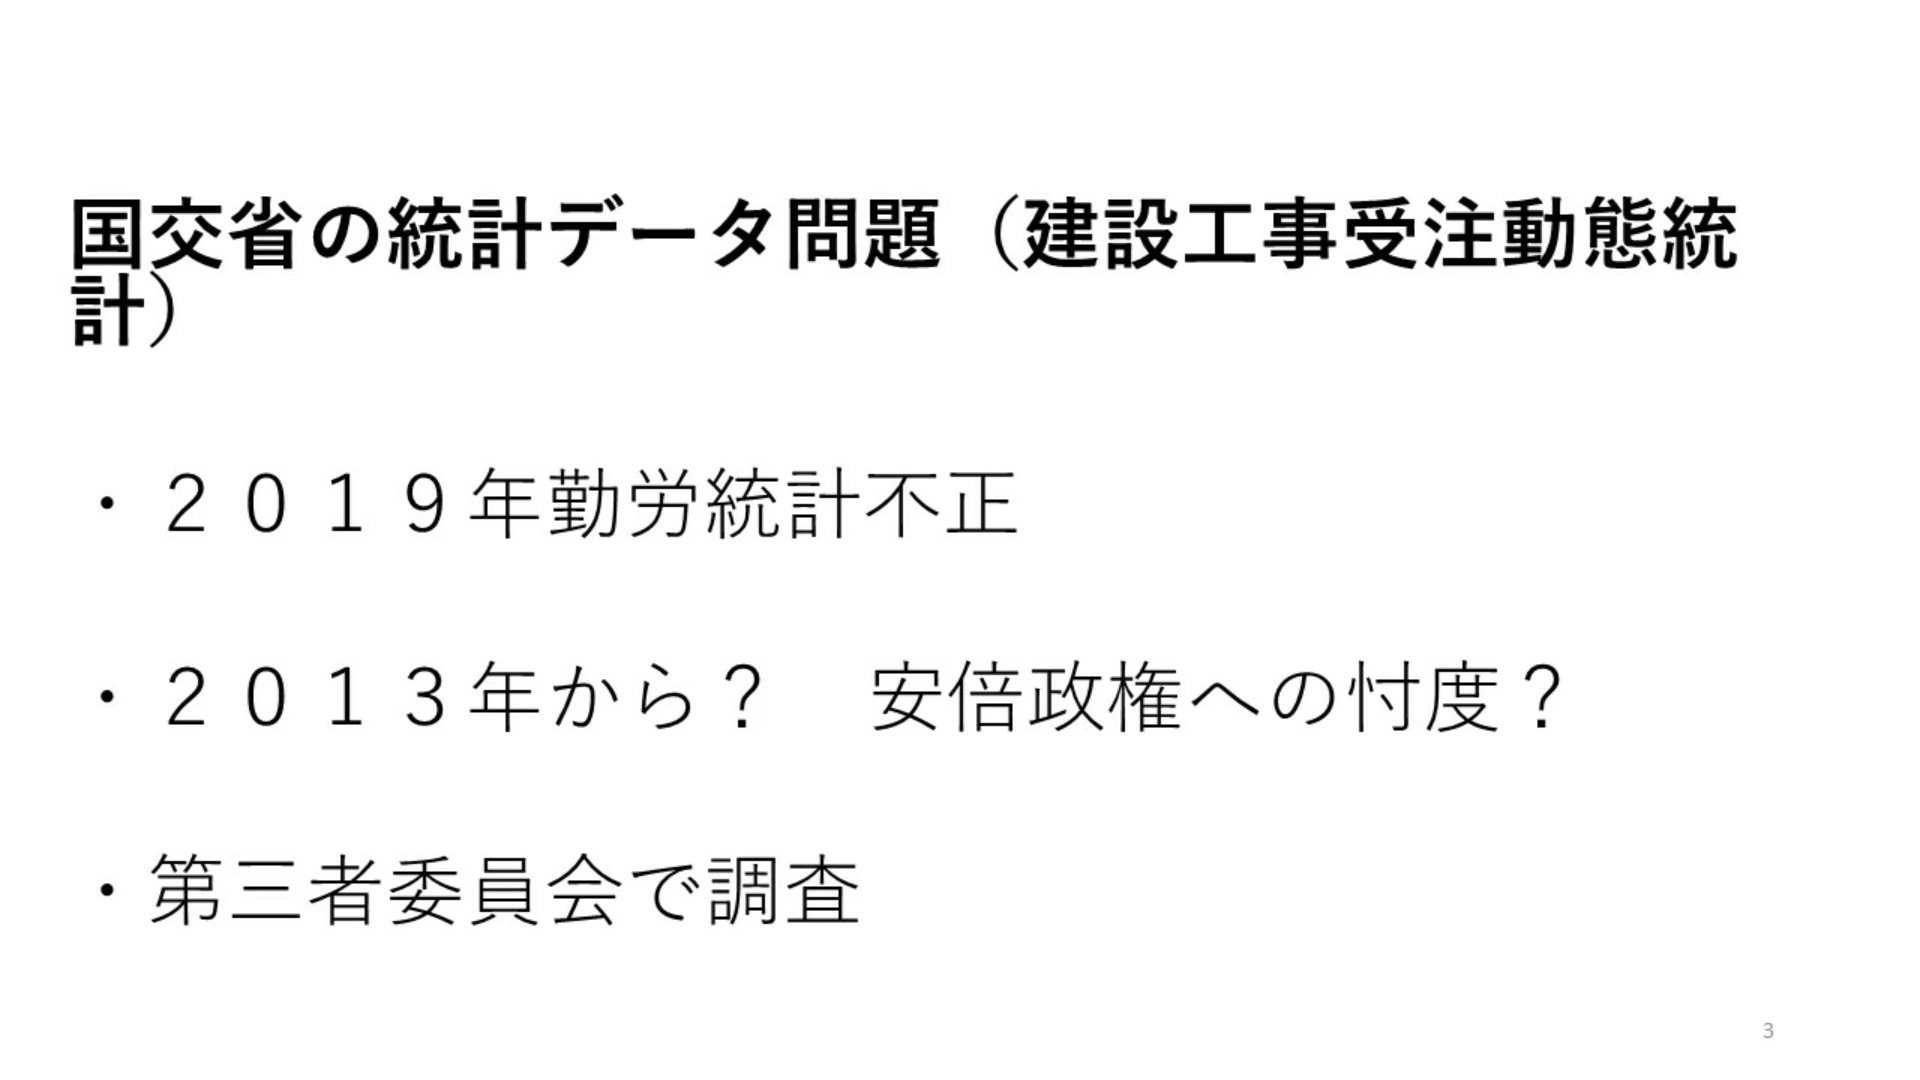 国交省の統計データ問題（建設工事受注動態統
計）
・２０１９年勤労統計不正
・２０１３年から？　安倍政権への忖度？
・第三者委員会で調査
3